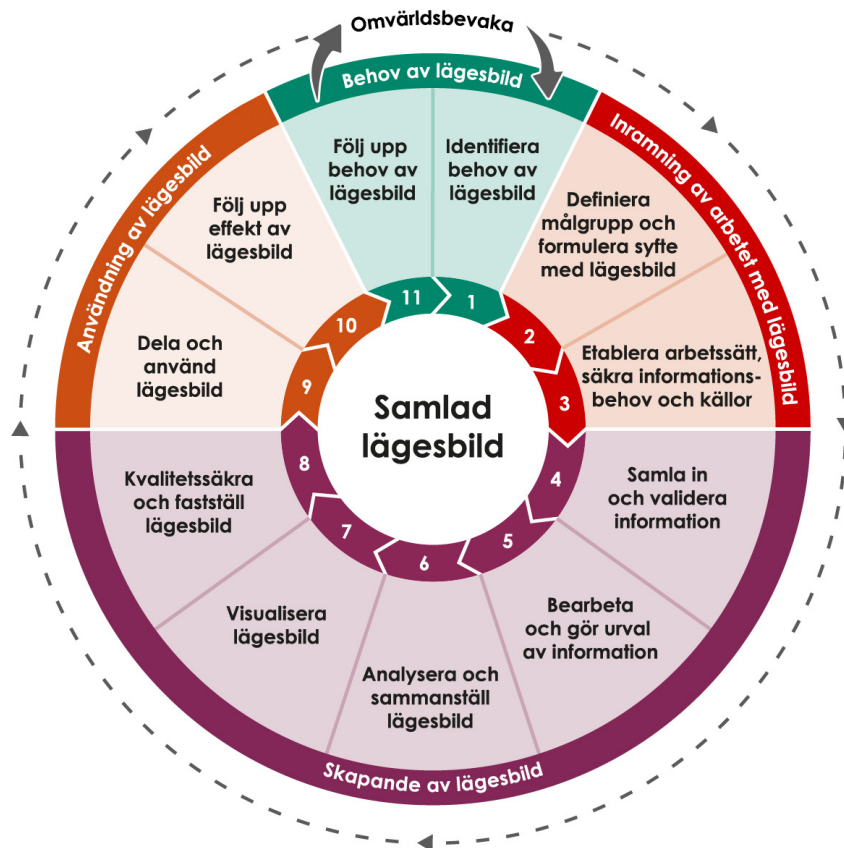 Omvärldsbevaka
Behov av lägesbild
Identifiera
behov av
lägesbild
1
Inramning av arbetet med lägesbild
Definiera
målgrupp och
formulera syfte
med lägesbild
2
Etablera arbetssätt,
säkra informations-
behov och källor
3
Skapande av lägesbild
Samla in
och validera
information
4
Bearbeta
och gör urval
av information
5
Analysera och
sammanställ
lägesbild
6
Visualisera
lägesbild
7
Kvalitetssäkra
och fastställ
lägesbild
8
Användning av lägesbild
Dela och
använd
lägesbild
9
Följ upp
effekt av
lägesbild
10
Följ upp
behov av
lägesbild
11
Samlad
lägesbild